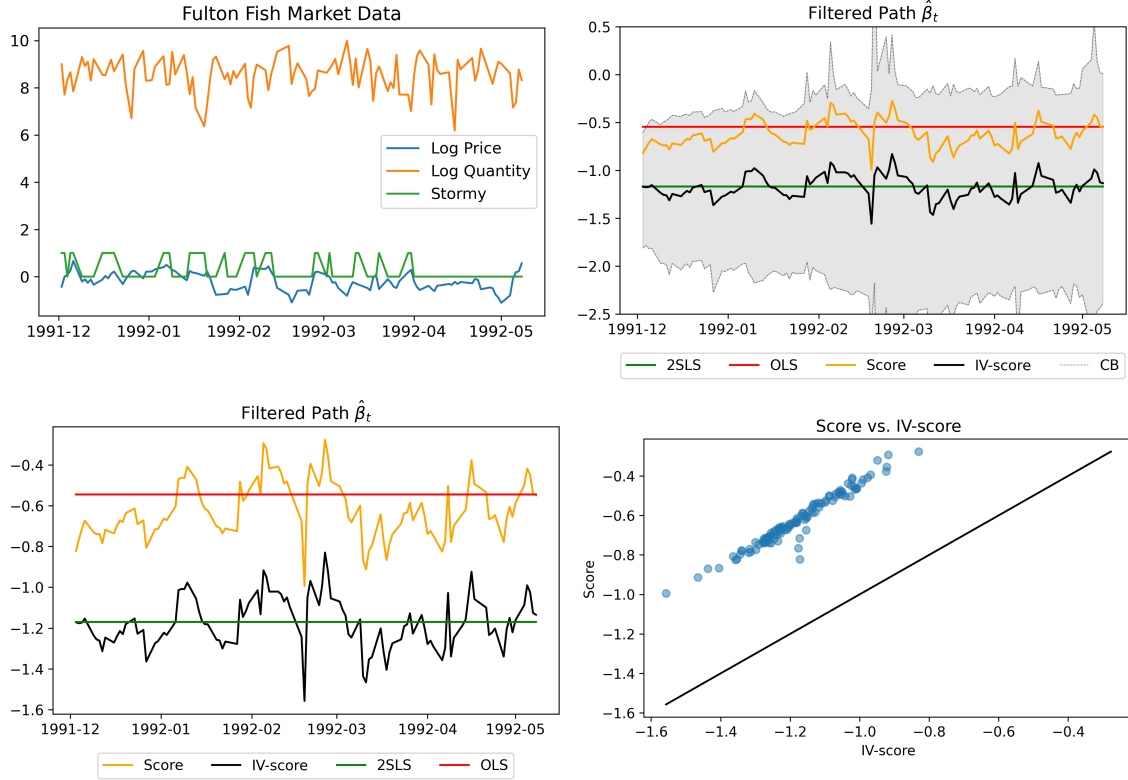 Fulton Fish Market Data
10
8
6
4
2
0
Log Price
Log Quantity
Stormy
1991-12 1992-01 1992-02 1992-03 1992-04 1992-05
Filtered Path β̂ₜ
0.5
0.0
−0.5
−1.0
−1.5
−2.0
−2.5
1991-12 1992-01 1992-02 1992-03 1992-04 1992-05
2SLS OLS Score IV-score CB
Filtered Path β̂ₜ
−0.4
−0.6
−0.8
−1.0
−1.2
−1.4
−1.6
1991-12 1992-01 1992-02 1992-03 1992-04 1992-05
Score IV-score 2SLS OLS
Score vs. IV-score
Score
−0.4
−0.6
−0.8
−1.0
−1.2
−1.4
−1.6
−1.6 −1.4 −1.2 −1.0 −0.8 −0.6 −0.4
IV-score